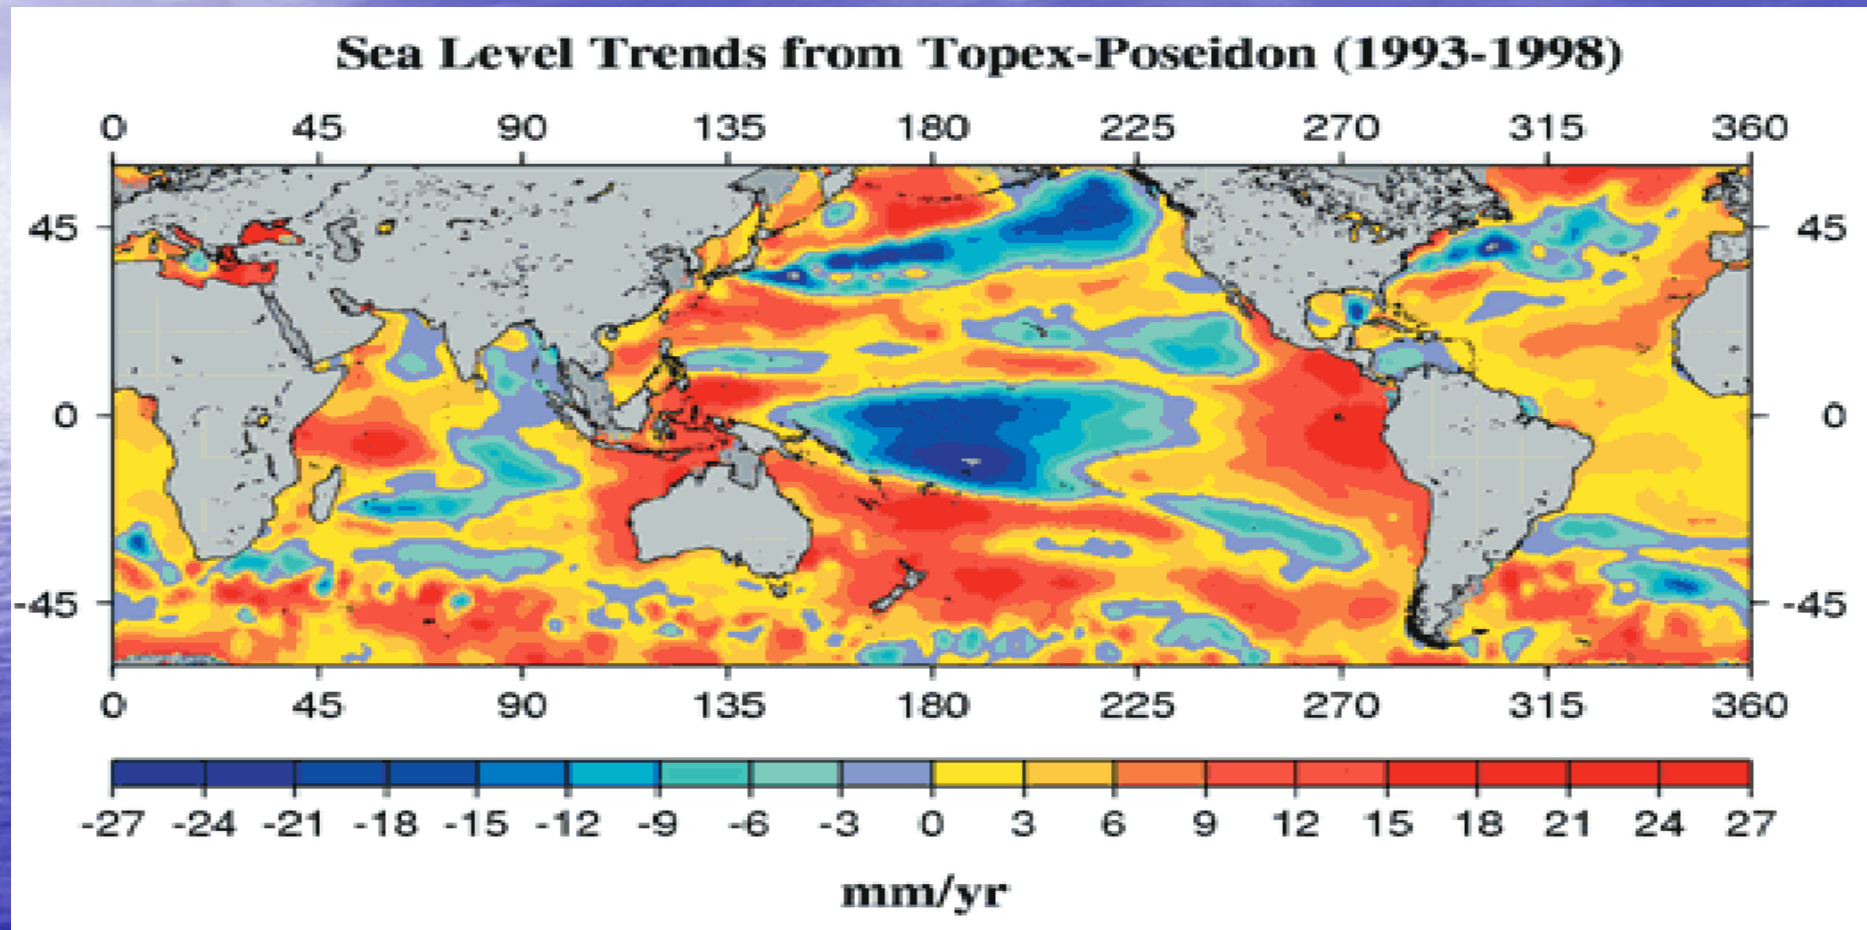 Sea Level Trends from Topex-Poseidon (1993-1998)
0 45 90 135 180 225 270 315 360
45 45
0 0
-45 -45
0 45 90 135 180 225 270 315 360
-27 -24 -21 -18 -15 -12 -9 -6 -3 0 3 6 9 12 15 18 21 24 27
mm/yr